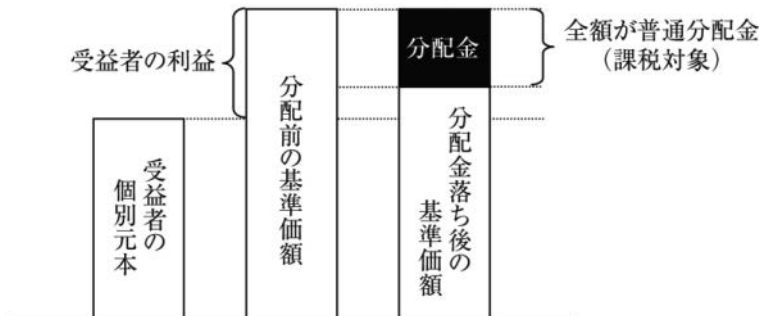 受益者の利益
分配金
全額が普通分配金
（課税対象）
受益者の
個別元本
分配前の基準価額
分配金落ち後の
基準価額